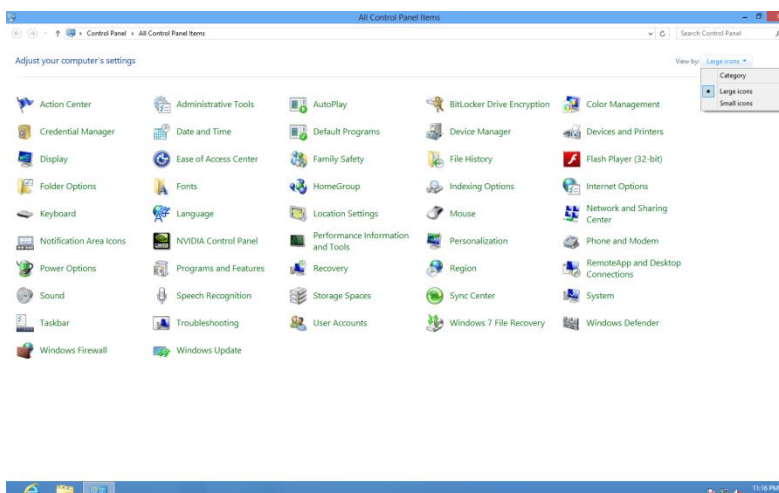 All Control Panel Items
Control Panel All Control Panel Items Search Control Panel
Adjust your computer's settings View by: Large icons
Category
Large icons
Small icons
Action Center Administrative Tools AutoPlay BitLocker Drive Encryption Color Management
Credential Manager Date and Time Default Programs Device Manager Devices and Printers
Display Ease of Access Center Family Safety File History Flash Player (32-bit)
Folder Options Fonts HomeGroup Indexing Options Internet Options
Keyboard Language Location Settings Mouse Network and Sharing Center
Notification Area Icons NVIDIA Control Panel Performance Information and Tools Personalization Phone and Modem
Power Options Programs and Features Recovery Region RemoteApp and Desktop Connections
Sound Speech Recognition Storage Spaces Sync Center System
Taskbar Troubleshooting User Accounts Windows 7 File Recovery Windows Defender
Windows Firewall Windows Update
11:16 PM